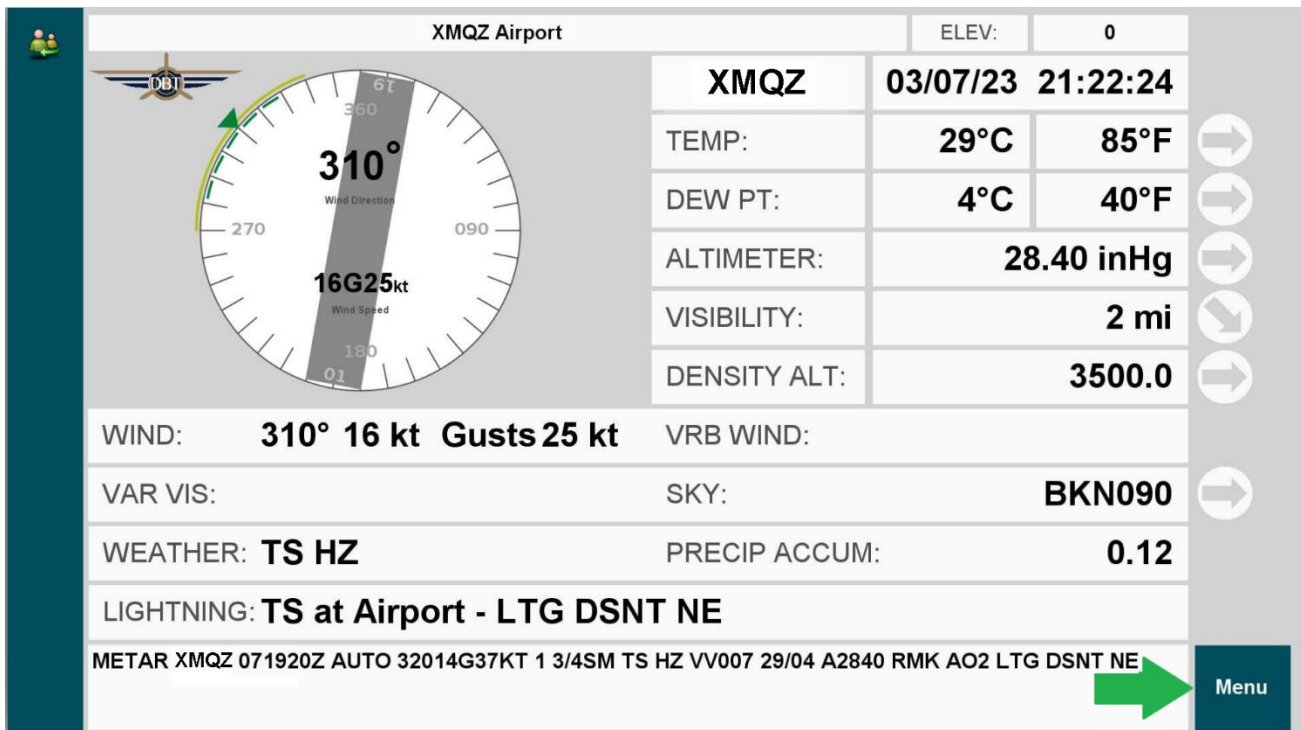 XMQZ Airport ELEV: 0
DBT
XMQZ 03/07/23 21:22:24
19
360
310°
Wind Direction
270 090
16G25kt
Wind Speed
180
01
TEMP: 29°C 85°F
DEW PT: 4°C 40°F
ALTIMETER: 28.40 inHg
VISIBILITY: 2 mi
DENSITY ALT: 3500.0
WIND: 310° 16 kt Gusts 25 kt VRB WIND:
VAR VIS: SKY: BKN090
WEATHER: TS HZ PRECIP ACCUM: 0.12
LIGHTNING: TS at Airport - LTG DSNT NE
METAR XMQZ 071920Z AUTO 32014G37KT 1 3/4SM TS HZ VV007 29/04 A2840 RMK AO2 LTG DSNT NE
Menu